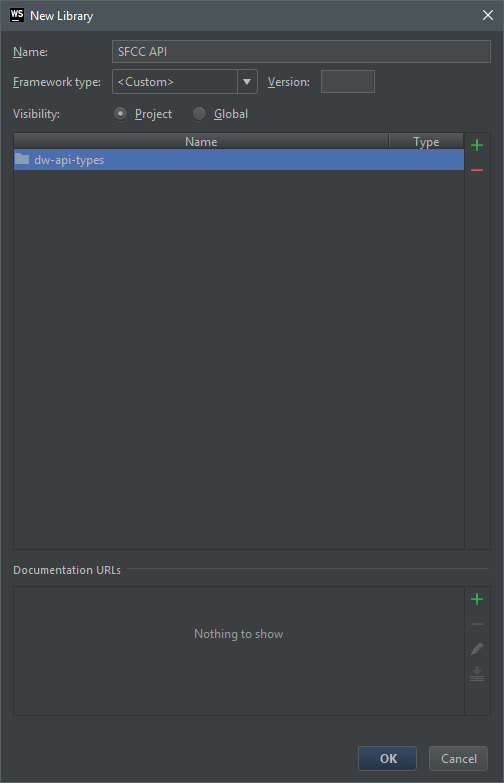 WS New Library
Name: SFCC API
Framework type: <Custom> Version:
Visibility: Project Global
Name Type
dw-api-types
Documentation URLs
Nothing to show
OK Cancel